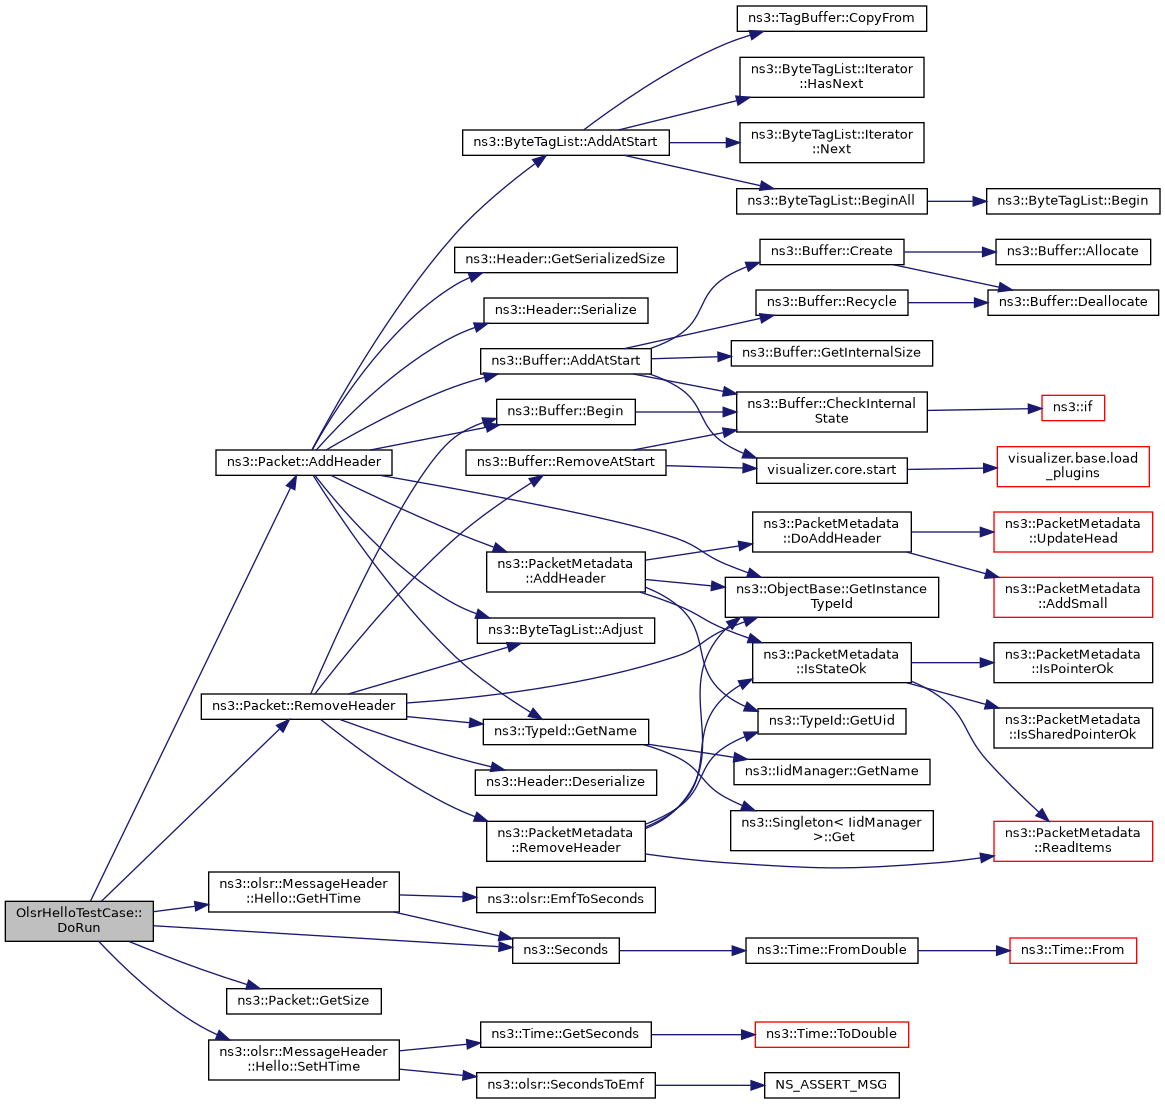 ns3::TagBuffer::CopyFrom
ns3::ByteTagList::Iterator
::HasNext
ns3::ByteTagList::AddAtStart
ns3::ByteTagList::Iterator
::Next
ns3::ByteTagList::BeginAll
ns3::ByteTagList::Begin
ns3::Header::GetSerializedSize
ns3::Buffer::Create
ns3::Buffer::Allocate
ns3::Header::Serialize
ns3::Buffer::Recycle
ns3::Buffer::Deallocate
ns3::Buffer::AddAtStart
ns3::Buffer::GetInternalSize
ns3::Buffer::Begin
ns3::Buffer::CheckInternal
State
ns3::if
ns3::Packet::AddHeader
ns3::Buffer::RemoveAtStart
visualizer.core.start
visualizer.base.load
_plugins
ns3::PacketMetadata
::DoAddHeader
ns3::PacketMetadata
::UpdateHead
ns3::PacketMetadata
::AddHeader
ns3::ObjectBase::GetInstance
TypeId
ns3::PacketMetadata
::AddSmall
ns3::ByteTagList::Adjust
ns3::PacketMetadata
::IsStateOk
ns3::PacketMetadata
::IsPointerOk
ns3::Packet::RemoveHeader
ns3::TypeId::GetName
ns3::TypeId::GetUid
ns3::PacketMetadata
::IsSharedPointerOk
ns3::Header::Deserialize
ns3::IidManager::GetName
ns3::PacketMetadata
::RemoveHeader
ns3::Singleton< IidManager
>::Get
ns3::PacketMetadata
::ReadItems
OlsrHelloTestCase::
DoRun
ns3::olsr::MessageHeader
::Hello::GetHTime
ns3::olsr::EmfToSeconds
ns3::Seconds
ns3::Time::FromDouble
ns3::Time::From
ns3::Packet::GetSize
ns3::olsr::MessageHeader
::Hello::SetHTime
ns3::Time::GetSeconds
ns3::Time::ToDouble
ns3::olsr::SecondsToEmf
NS_ASSERT_MSG